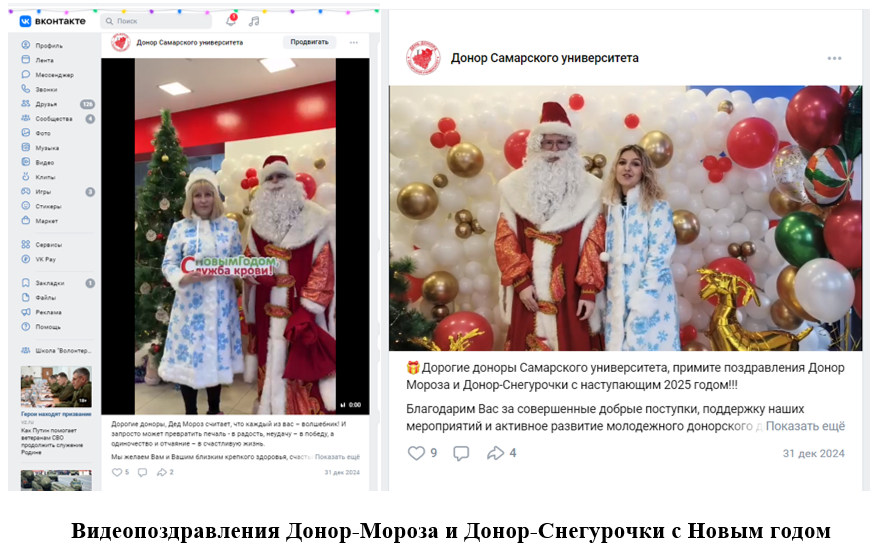 вконтакте
Поиск
1
Профиль
Лента
Мессенджер
Звонки
Друзья 126
Сообщества 4
Фото
Музыка
Видео
Клипы
Игры 3
Стикеры
Маркет
Сервисы
VK Pay
Закладки 1
Файлы
Реклама
Помощь
Школа "Волонтер...
18+
Герои находят призвание
Как Путин помогает
ветеранам СВО
продолжить служение
Родине
Донор Самарского университета
Продвигать
С новым годом,
служба крови!
0:00
Дорогие доноры, Дед Мороз считает, что каждый из вас – волшебник! И
запросто может превратить печаль - в радость, неудачу – в победу, а
одиночество и отчаяние – в счастливую жизнь.
Мы желаем Вам и Вашим близким крепкого здоровья, счасть Показать ещё
5 2 31 дек 2024
Донор Самарского университета
Дорогие доноры Самарского университета, примите поздравления Донор
Мороза и Донор-Снегурочки с наступающим 2025 годом!!!
Благодарим Вас за совершенные добрые поступки, поддержку наших
мероприятий и активное развитие молодежного донорского д Показать ещё
9 4 31 дек 2024
Видеопоздравления Донор-Мороза и Донор-Снегурочки с Новым годом